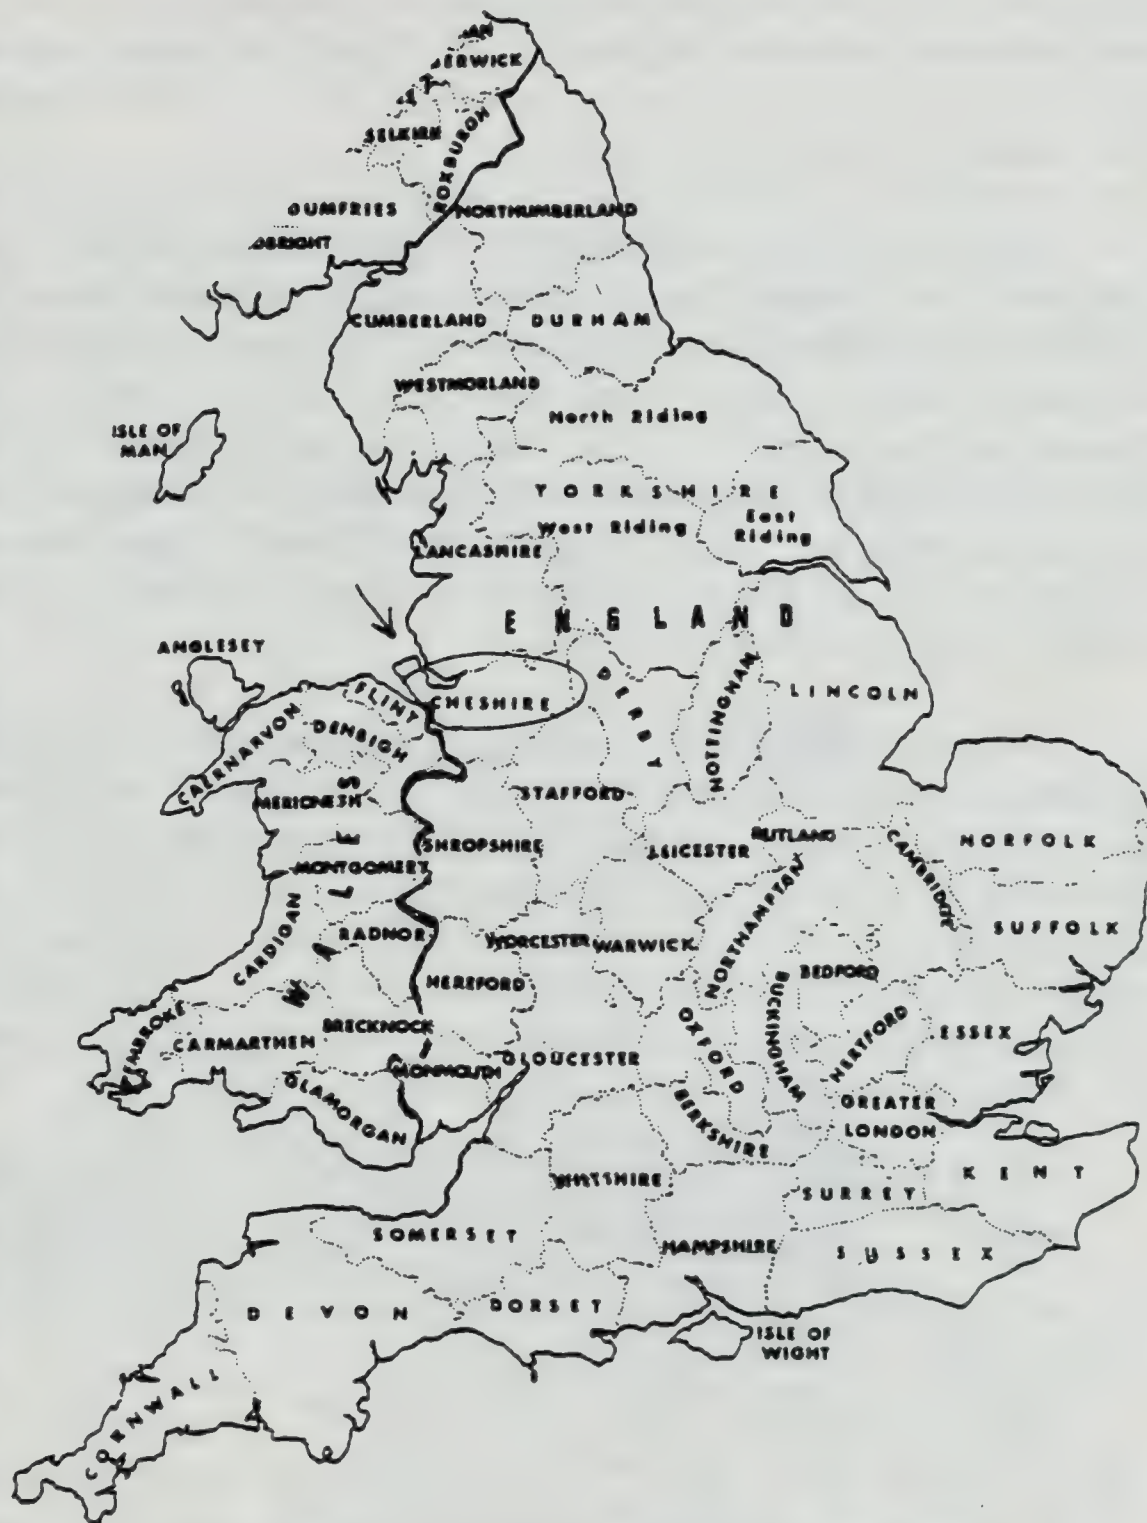 BERWICK
SELKIRK
ROXBURGH
DUMFRIES
NORTHUMBERLAND
CUMBERLAND
DURHAM
WESTMORLAND
North Riding
ISLE OF
MAN
YORKSHIRE
West Riding
East
Riding
LANCASHIRE
ENGLAND
ANGLESEY
FLINT
CHESHIRE
DERBY
NOTTINGHAM
LINCOLN
CAERNARVON
DENBIGH
MERIONESH
STAFFORD
SHROPSHIRE
LEICESTER
RUTLAND
CAMBRIDGE
NORFOLK
MONTGOMERY
WALES
CARDIGAN
RADNOR
WORCESTER
WARWICK
NORTHAMPTON
SUFFOLK
HEREFORD
BUCKINGHAM
BEDFORD
PEMBROKE
CARMARTHEN
BRECKNOCK
OXFORD
HERTFORD
ESSEX
MONMOUTH
GLOUCESTER
GLAMORGAN
BERKSHIRE
GREATER
LONDON
WILTSHIRE
SURREY
KENT
SOMERSET
HAMPSHIRE
SUSSEX
DEVON
DORSET
ISLE OF
WIGHT
CORNWALL